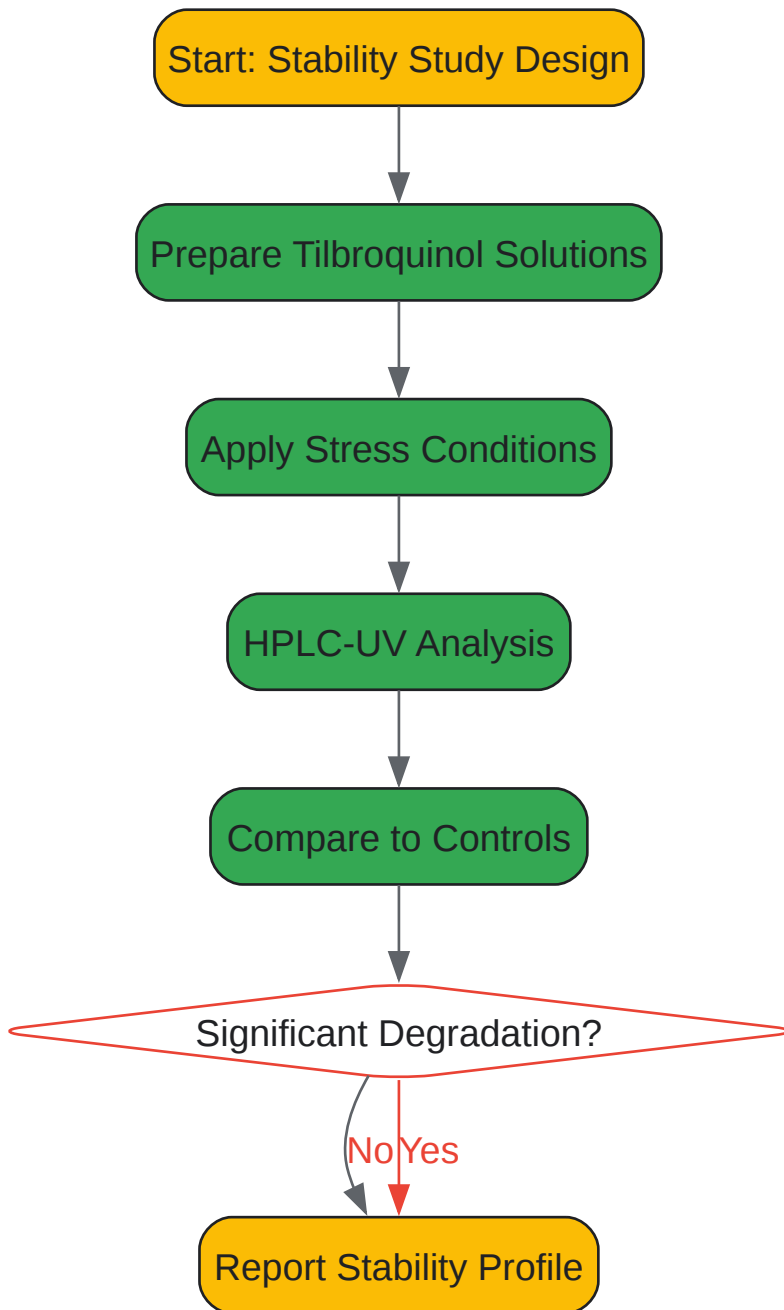 Start: Stability Study Design
Prepare Tilbroquinol Solutions
Apply Stress Conditions
HPLC-UV Analysis
Compare to Controls
Significant Degradation?
No Yes
Report Stability Profile